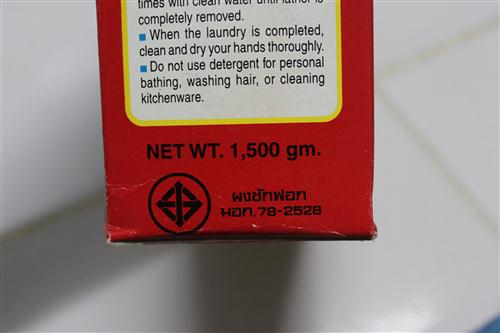 times with clean water until lather is
completely removed.
When the laundry is completed,
clean and dry your hands thoroughly.
Do not use detergent for personal
bathing, washing hair, or cleaning
kitchenware.
NET WT. 1,500 gm.
ผงซักฟอก
มอก.78-2528